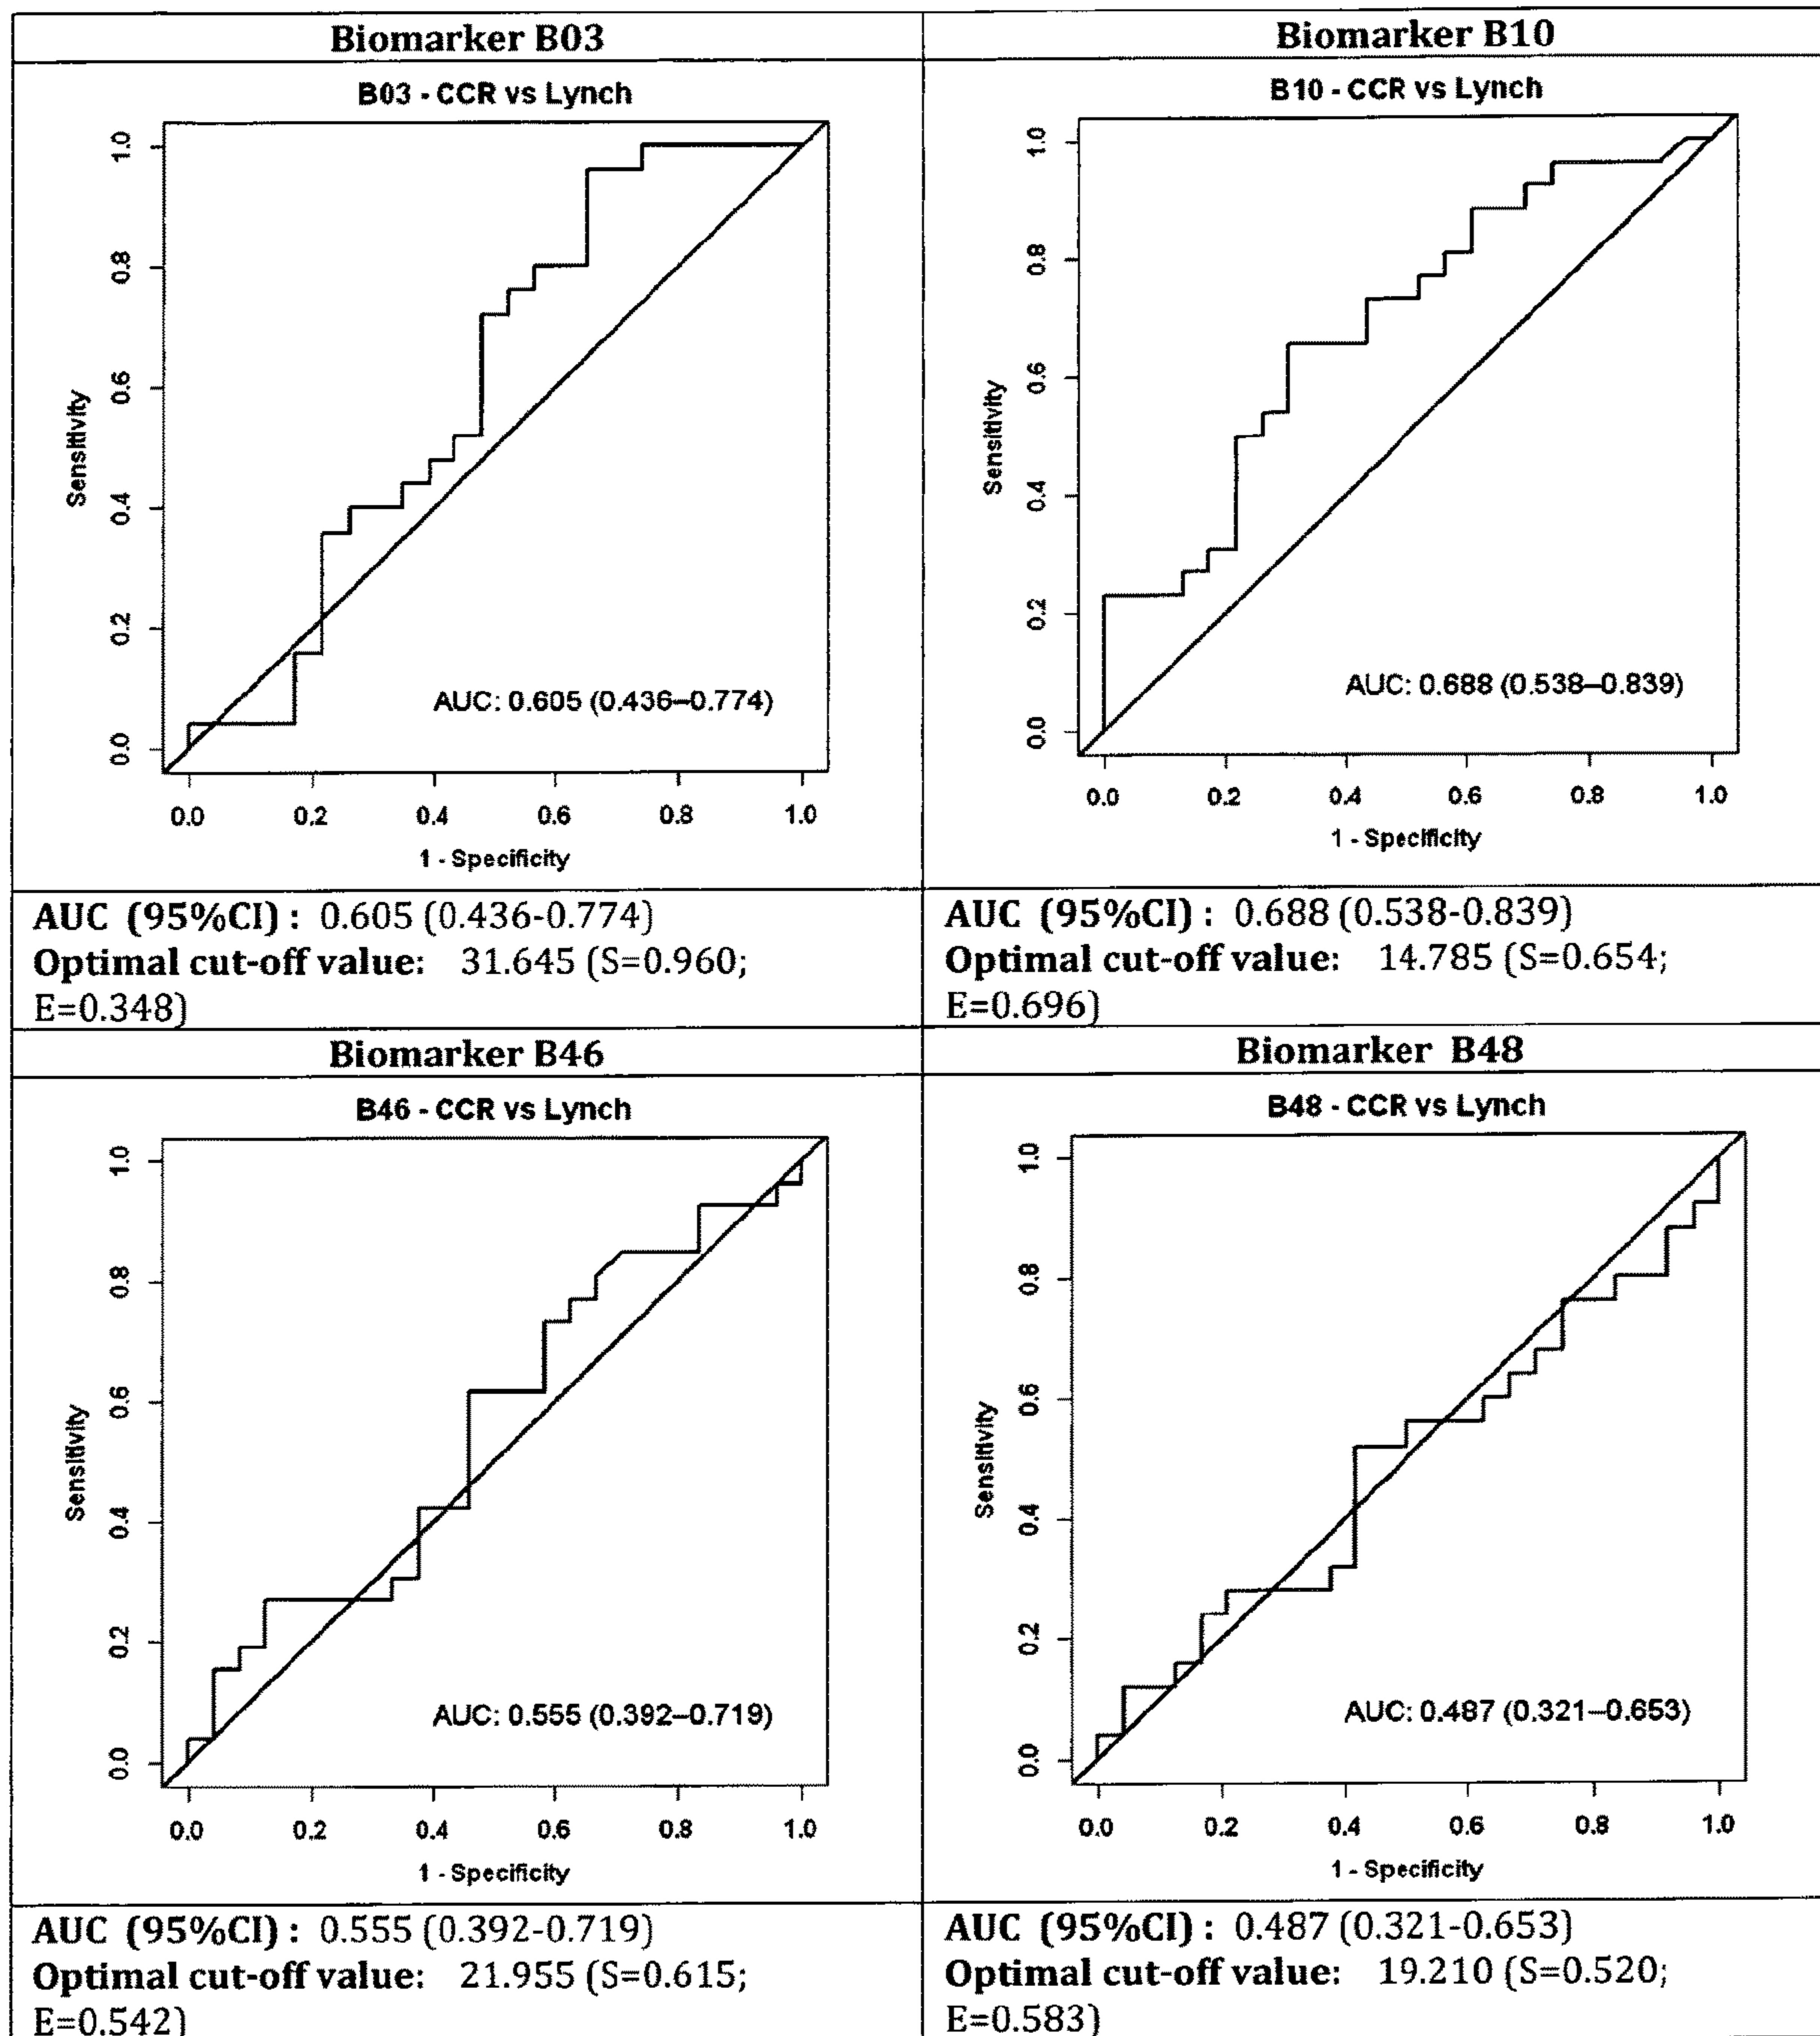 Biomarker B03
B03 - CCR vs Lynch
1.0
0.8
0.6
0.4
0.2
0.0
Sensitivity
AUC: 0.605 (0.436–0.774)
0.0 0.2 0.4 0.6 0.8 1.0
1 - Specificity
AUC (95%CI) : 0.605 (0.436-0.774)
Optimal cut-off value: 31.645 (S=0.960;
E=0.348)
Biomarker B10
B10 - CCR vs Lynch
1.0
0.8
0.6
0.4
0.2
0.0
Sensitivity
AUC: 0.688 (0.538–0.839)
0.0 0.2 0.4 0.6 0.8 1.0
1 - Specificity
AUC (95%CI) : 0.688 (0.538-0.839)
Optimal cut-off value: 14.785 (S=0.654;
E=0.696)
Biomarker B46
B46 - CCR vs Lynch
1.0
0.8
0.6
0.4
0.2
0.0
Sensitivity
AUC: 0.555 (0.392–0.719)
0.0 0.2 0.4 0.6 0.8 1.0
1 - Specificity
AUC (95%CI) : 0.555 (0.392-0.719)
Optimal cut-off value: 21.955 (S=0.615;
E=0.542)
Biomarker B48
B48 - CCR vs Lynch
1.0
0.8
0.6
0.4
0.2
0.0
Sensitivity
AUC: 0.487 (0.321–0.653)
0.0 0.2 0.4 0.6 0.8 1.0
1 - Specificity
AUC (95%CI) : 0.487 (0.321-0.653)
Optimal cut-off value: 19.210 (S=0.520;
E=0.583)